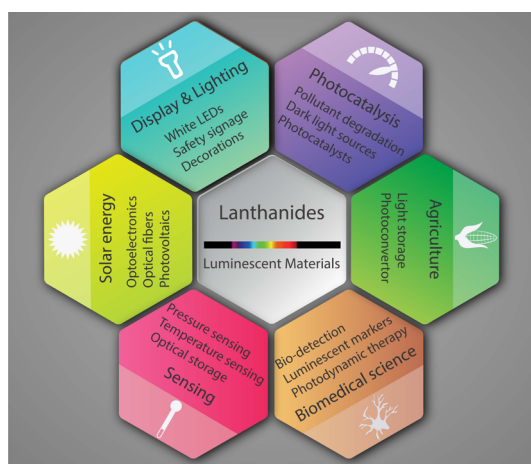 Display & Lighting
White LEDs
Safety signage
Decorations
Photocatalysis
Pollutant degradation
Dark light sources
Photocatalysts
Solar energy
Optoelectronics
Optical fibers
Photovoltaics
Lanthanides
Luminescent Materials
Agriculture
Light storage
Photoconvertor
Pressure sensing
Temperature sensing
Optical storage
Sensing
Bio-detection
Luminescent markers
Photodynamic therapy
Biomedical science